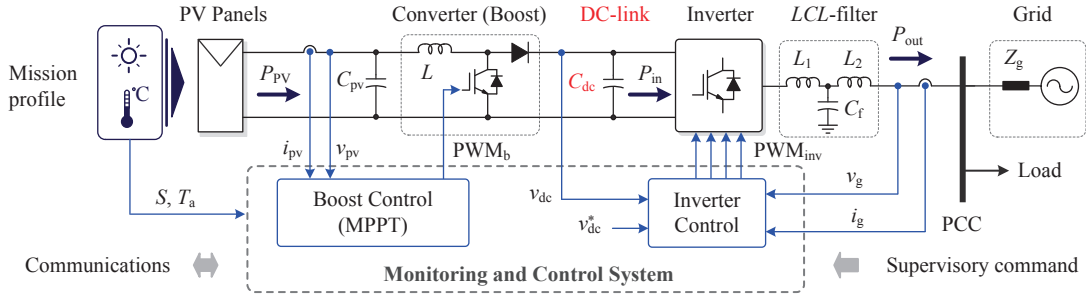 PV Panels
Converter (Boost)
DC-link
Inverter
LCL-filter
Grid
Mission
profile
°C
P_PV
C_pv
L
C_dc
P_in
L_1
L_2
C_f
P_out
Z_g
i_pv
v_pv
PWM_b
PWM_inv
Load
PCC
S, T_a
Boost Control
(MPPT)
v_dc
v*_dc
Inverter
Control
v_g
i_g
Communications
Monitoring and Control System
Supervisory command